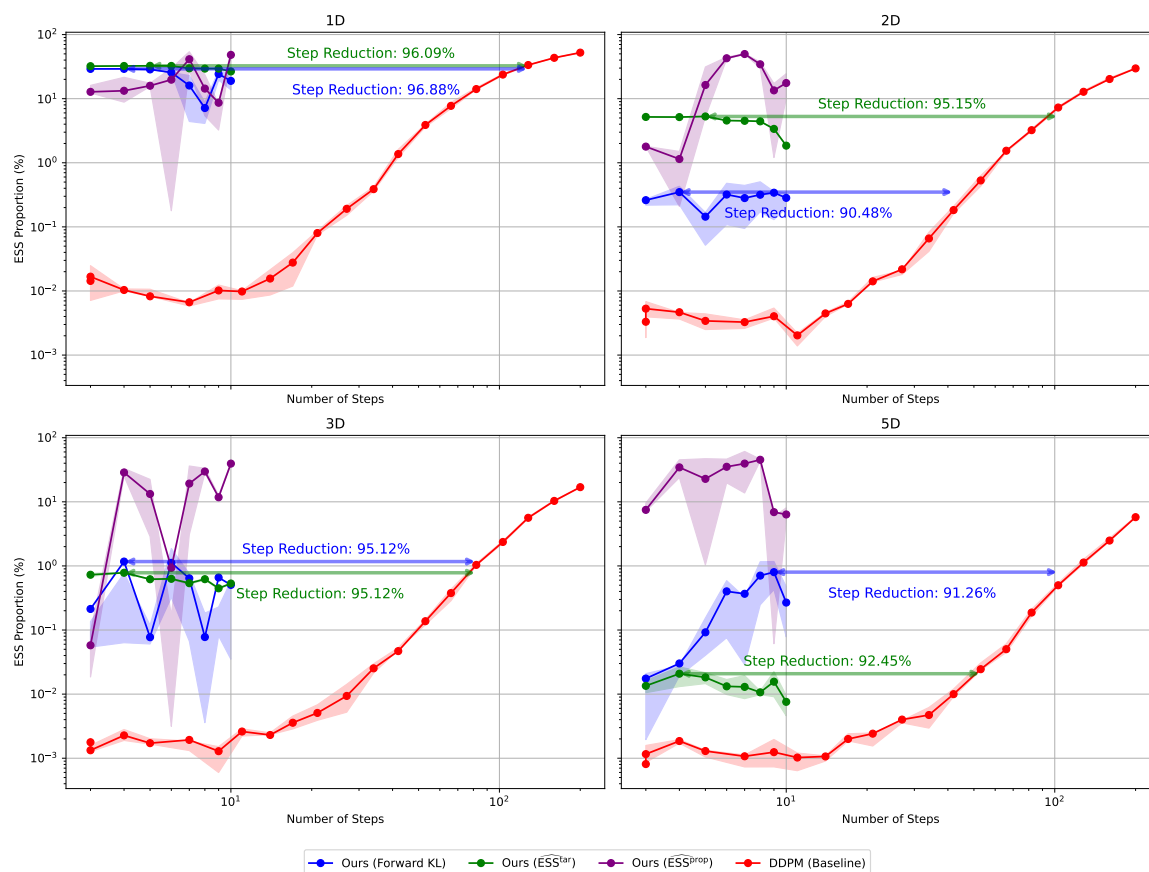 1D
2D
10²
10¹
10⁰
10⁻¹
10⁻²
10⁻³
ESS Proportion (%)
Step Reduction: 96.09%
Step Reduction: 96.88%
Step Reduction: 95.15%
Step Reduction: 90.48%
Number of Steps
Number of Steps
3D
5D
10²
10¹
10⁰
10⁻¹
10⁻²
10⁻³
ESS Proportion (%)
Step Reduction: 95.12%
Step Reduction: 95.12%
Step Reduction: 91.26%
Step Reduction: 92.45%
10¹
10²
10¹
10²
Number of Steps
Number of Steps
Ours (Forward KL)
Ours (ESS͡ᵗᵃʳ)
Ours (ESS͡ᵖʳᵒᵖ)
DDPM (Baseline)